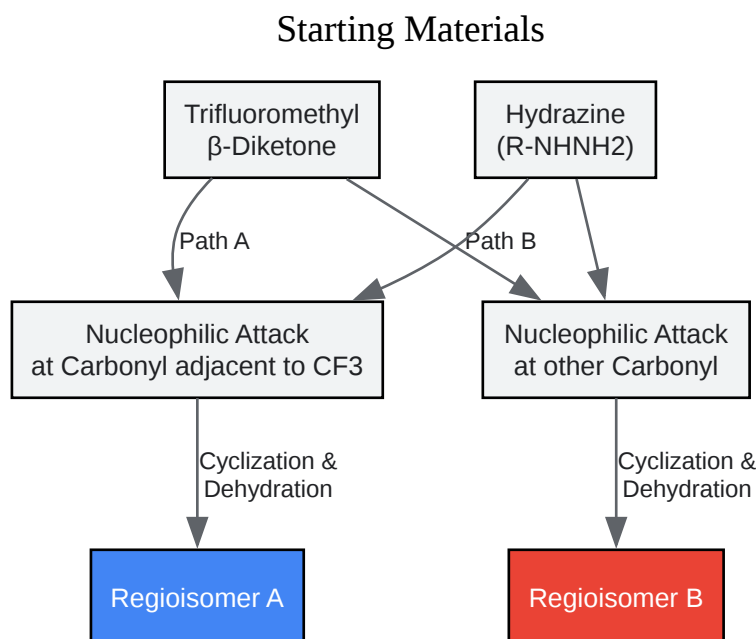 Starting Materials
Trifluoromethyl
β-Diketone
Hydrazine
(R-NHNH2)
Path A
Path B
Nucleophilic Attack
at Carbonyl adjacent to CF3
Nucleophilic Attack
at other Carbonyl
Cyclization &
Dehydration
Cyclization &
Dehydration
Regioisomer A
Regioisomer B